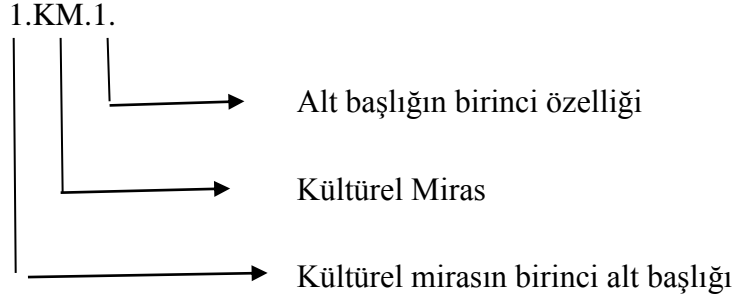 1.KM.1.
Alt başlığın birinci özelliği
Kültürel Miras
Kültürel mirasın birinci alt başlığı